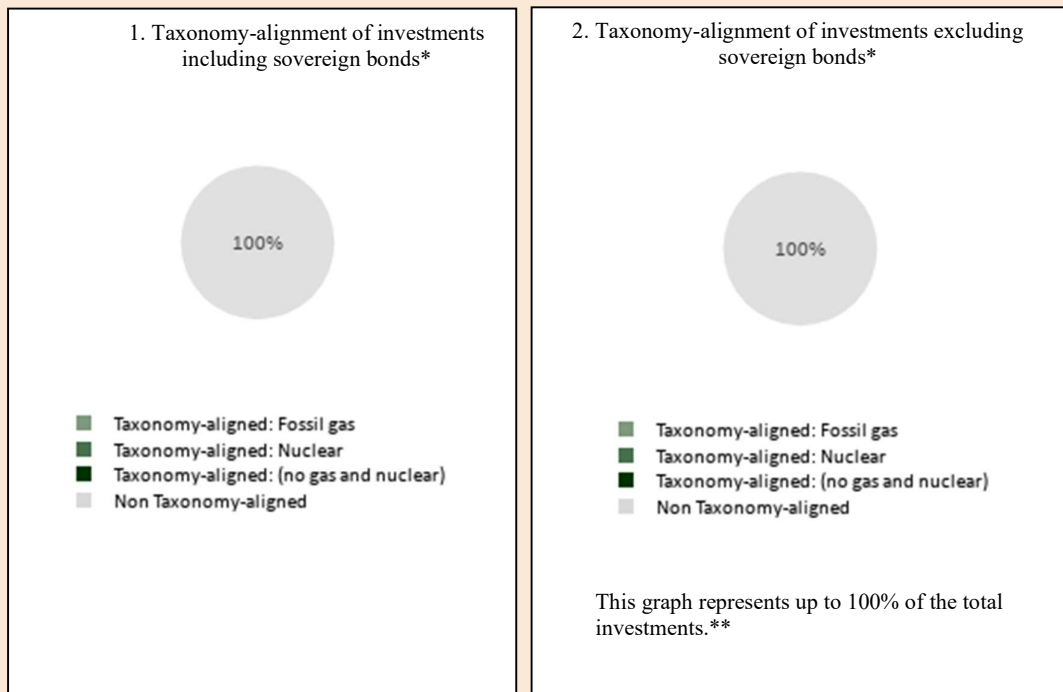 1. Taxonomy-alignment of investments
including sovereign bonds*
100%
Taxonomy-aligned: Fossil gas
Taxonomy-aligned: Nuclear
Taxonomy-aligned: (no gas and nuclear)
Non Taxonomy-aligned
2. Taxonomy-alignment of investments excluding
sovereign bonds*
100%
Taxonomy-aligned: Fossil gas
Taxonomy-aligned: Nuclear
Taxonomy-aligned: (no gas and nuclear)
Non Taxonomy-aligned
This graph represents up to 100% of the total
investments.**